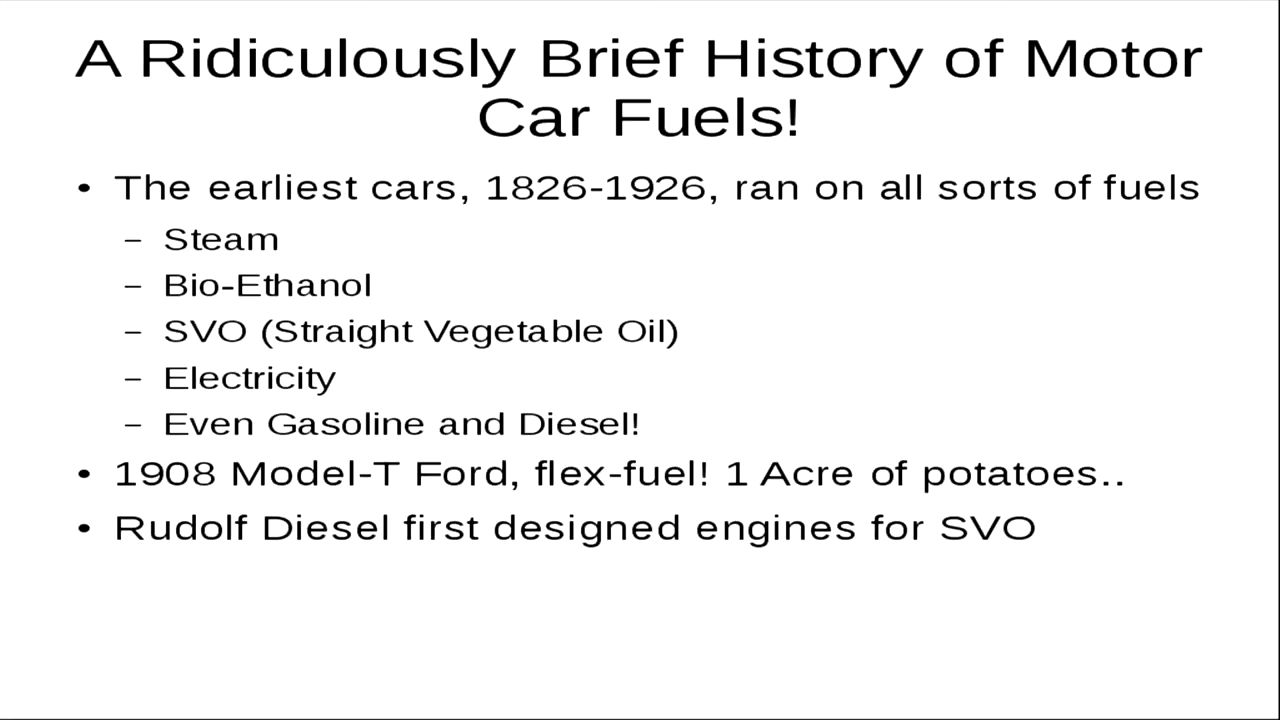 A Ridiculously Brief History of Motor
Car Fuels!
• The earliest cars, 1826-1926, ran on all sorts of fuels
– Steam
– Bio-Ethanol
– SVO (Straight Vegetable Oil)
– Electricity
– Even Gasoline and Diesel!
• 1908 Model-T Ford, flex-fuel! 1 Acre of potatoes..
• Rudolf Diesel first designed engines for SVO